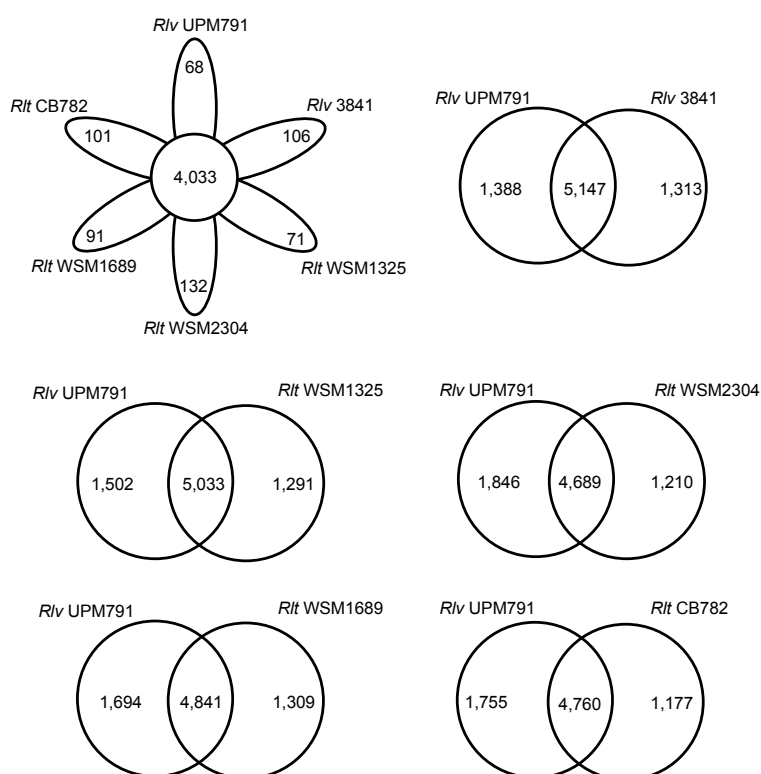 Rlv UPM791
68
Rlt CB782
101
Rlv 3841
106
4,033
91
Rlt WSM1689
71
Rlt WSM1325
132
Rlt WSM2304
Rlv UPM791
Rlv 3841
1,388
5,147
1,313
Rlv UPM791
Rlt WSM1325
1,502
5,033
1,291
Rlv UPM791
Rlt WSM2304
1,846
4,689
1,210
Rlv UPM791
Rlt WSM1689
1,694
4,841
1,309
Rlv UPM791
Rlt CB782
1,755
4,760
1,177